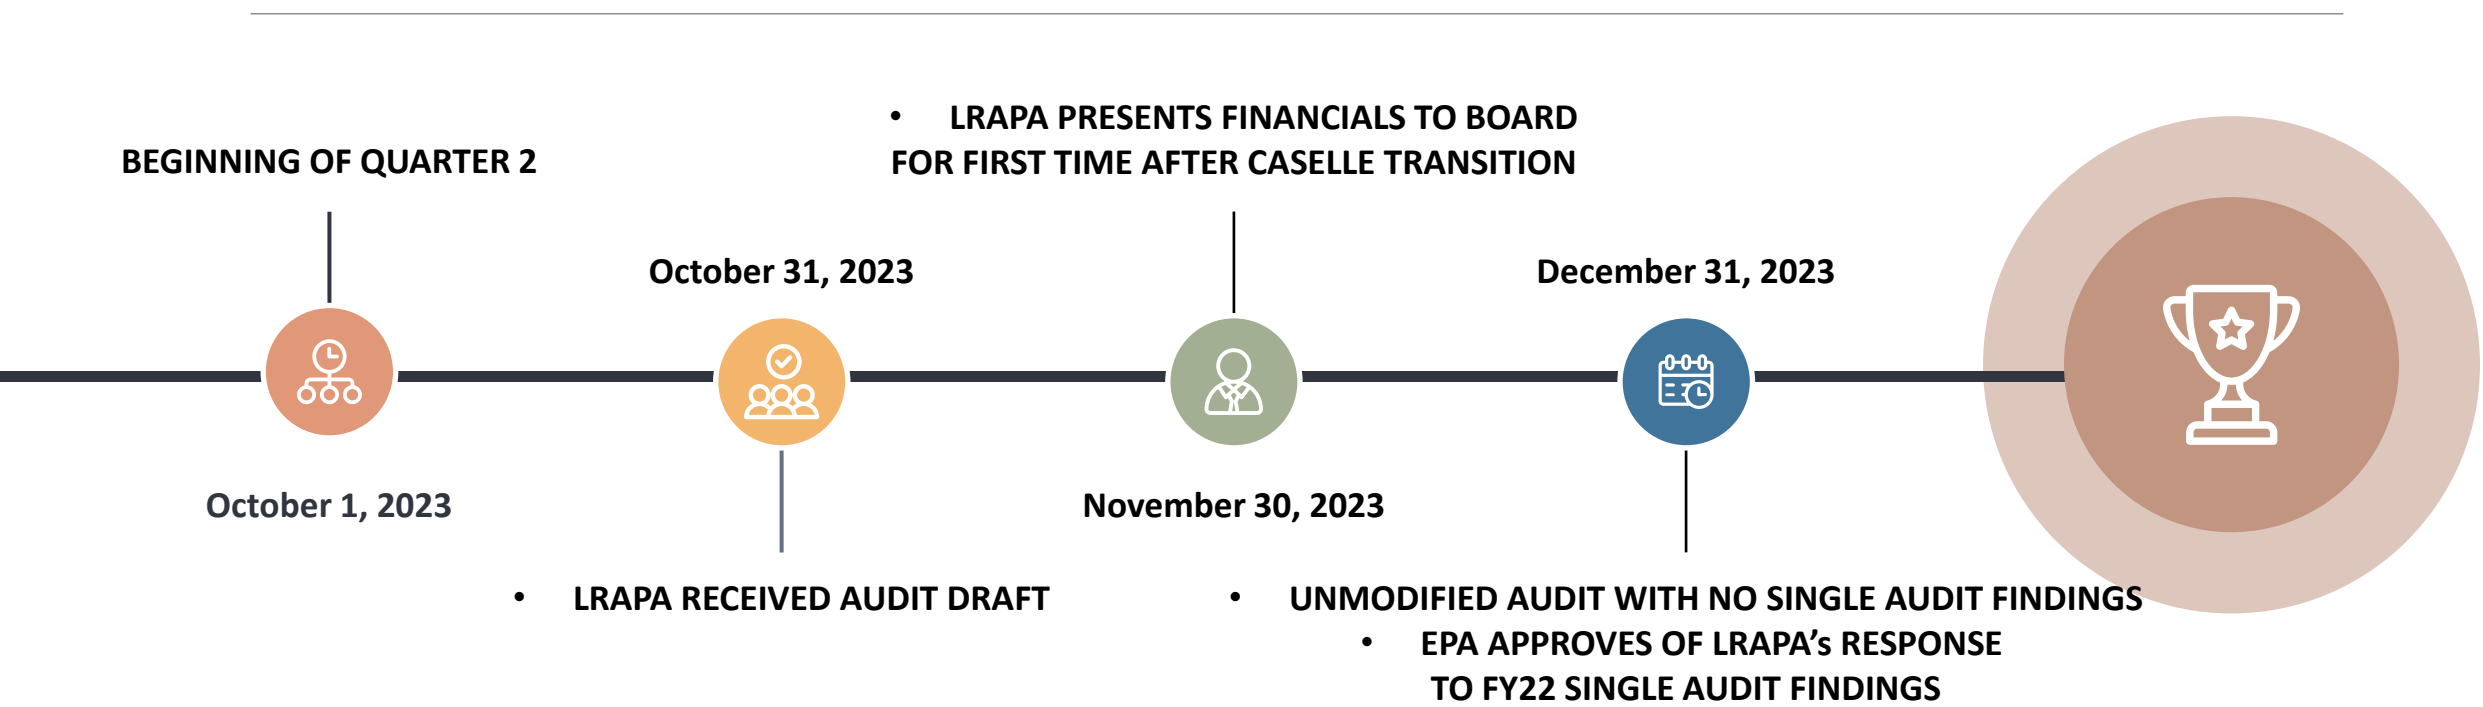 BEGINNING OF QUARTER 2
October 1, 2023
October 31, 2023
• LRAPA RECEIVED AUDIT DRAFT
• LRAPA PRESENTS FINANCIALS TO BOARD
FOR FIRST TIME AFTER CASELLE TRANSITION
November 30, 2023
December 31, 2023
• UNMODIFIED AUDIT WITH NO SINGLE AUDIT FINDINGS
• EPA APPROVES OF LRAPA’s RESPONSE
TO FY22 SINGLE AUDIT FINDINGS